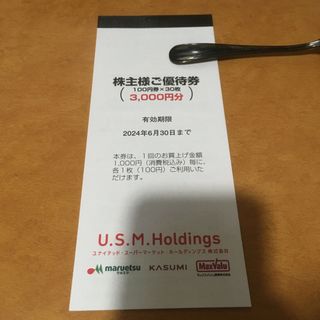 株主様ご優待券
(100円券×30枚
3,000円分)
有効期限
2024年6月30日まで
本券は、1回のお買上げ金額
1,000円(消費税込み)毎に、
各1枚(100円)ご利用いた
だけます。
U.S.M.Holdings
ユナイテッド・スーパーマーケット・ホールディングス株式会社
maruetsu
マルエツ
KASUMI
MaxValu